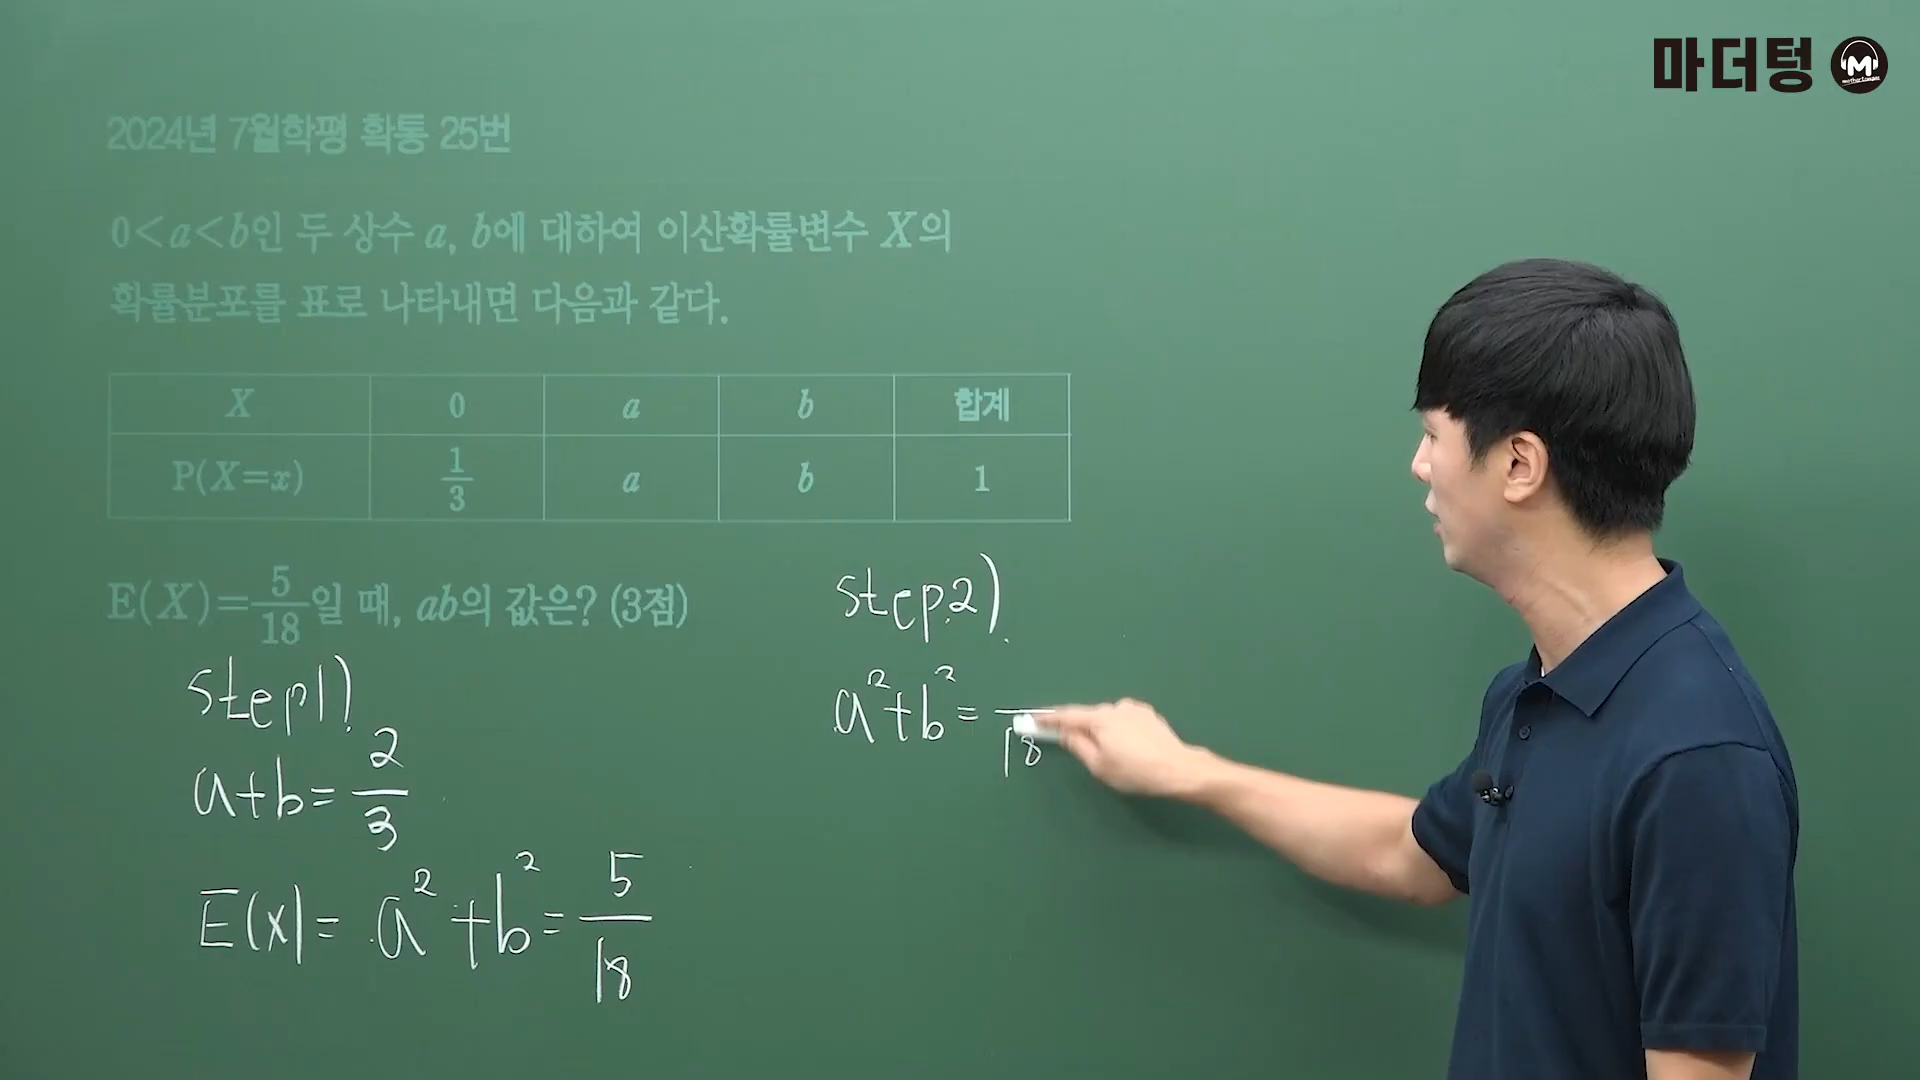 마더텅
M
2024년 7월학평 확통 25번
0<a<b인 두 상수 a, b에 대하여 이산확률변수 X의
확률분포를 표로 나타내면 다음과 같다.
X 0 a b 합계
P(X=x) 1/3 a b 1
E(X)=5/18일 때, ab의 값은? (3점)
step1)
a+b=2/3
E(x)= a²+b²=5/18
step2)
a²+b²= /18